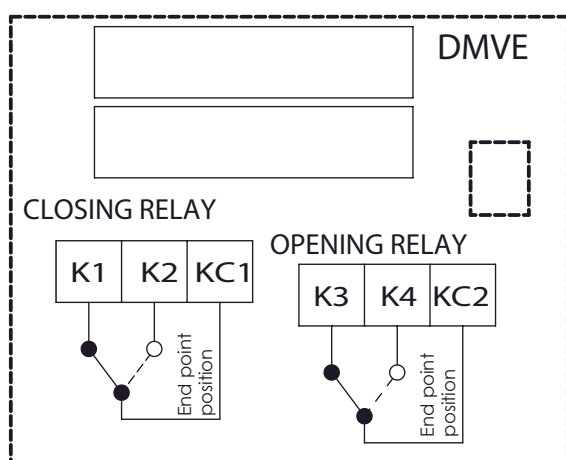 DMVE
CLOSING RELAY
K1 K2 KC1
End point
position
OPENING RELAY
K3 K4 KC2
End point
position